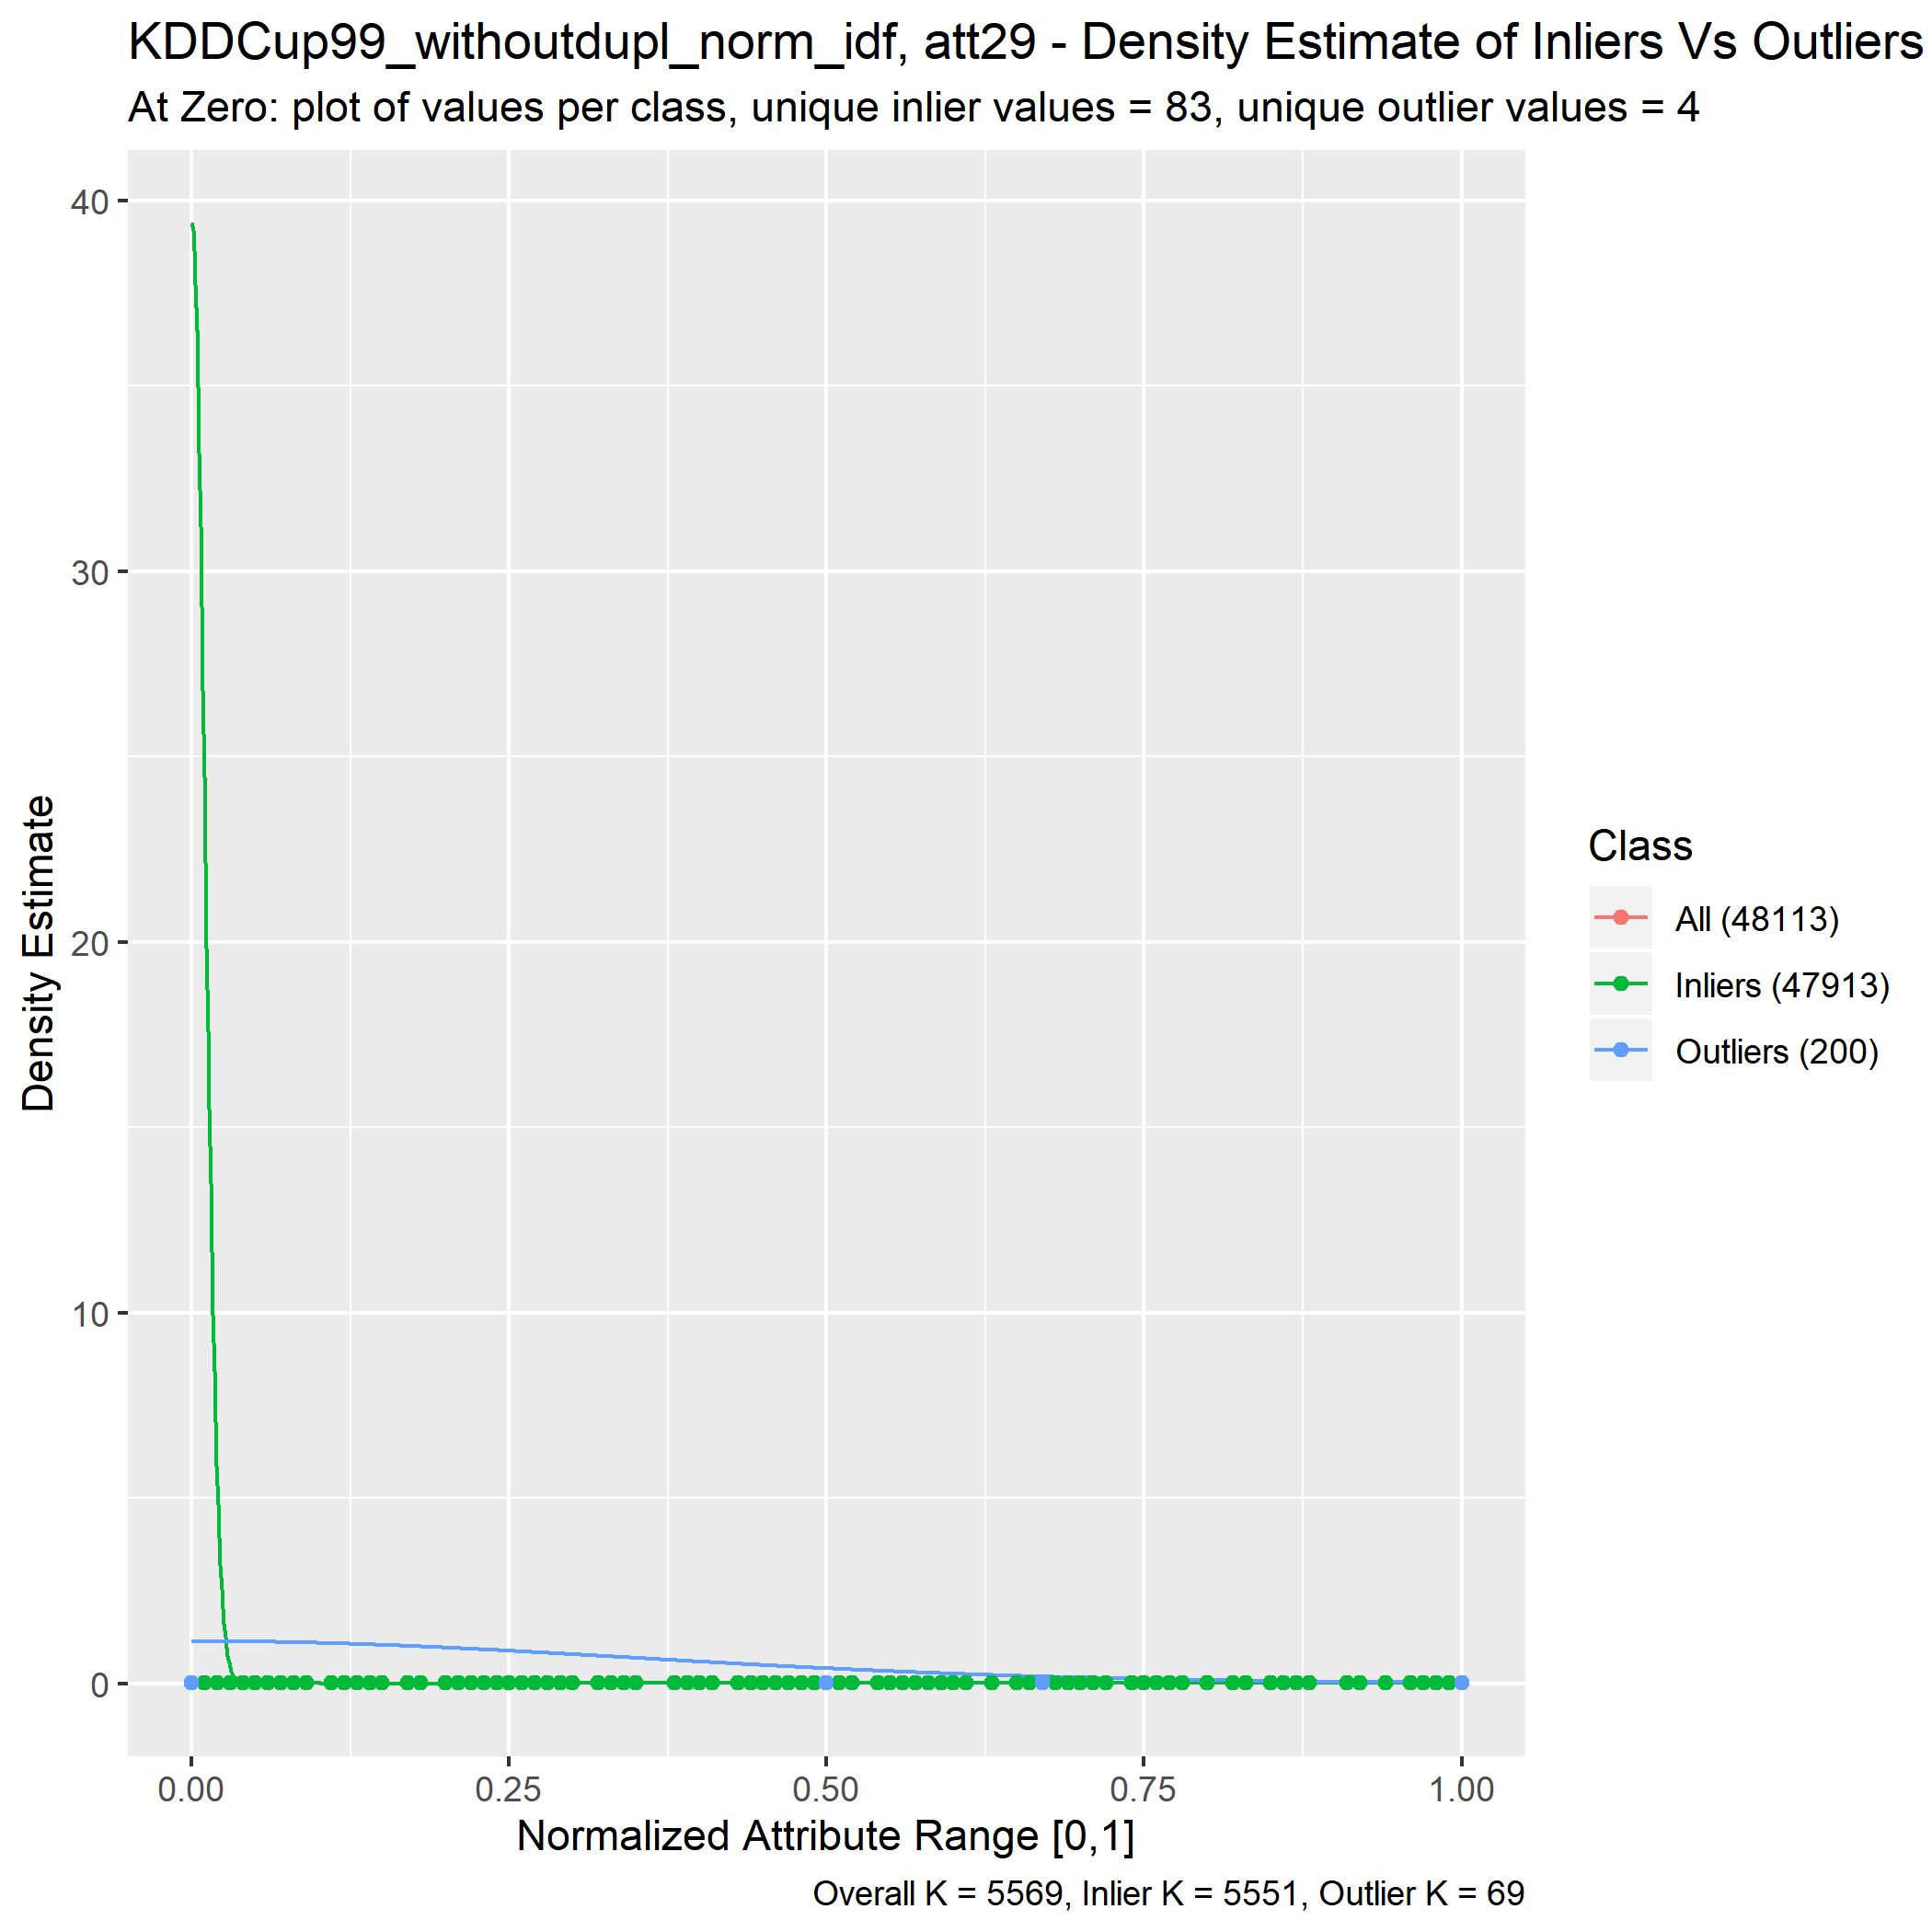 KDDCup99_withoutdupl_norm_idf, att29 - Density Estimate of Inliers Vs Outliers
At Zero: plot of values per class, unique inlier values = 83, unique outlier values = 4
40
30
20
10
0
Density Estimate
0.00 0.25 0.50 0.75 1.00
Normalized Attribute Range [0,1]
Overall K = 5569, Inlier K = 5551, Outlier K = 69
Class
All (48113)
Inliers (47913)
Outliers (200)